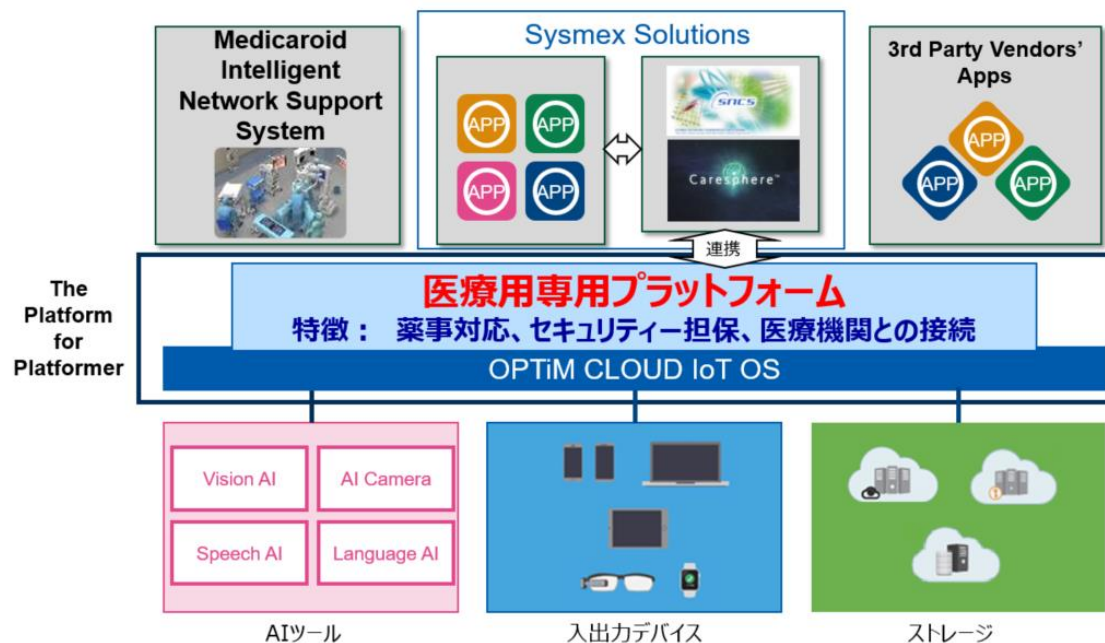 Medicaroid
Intelligent
Network Support
System
Sysmex Solutions
APP
APP
APP
APP
SNCS
Caresphere™
3rd Party Vendors'
Apps
APP
APP
APP
連携
The
Platform
for
Platformer
医療用専用プラットフォーム
特徴： 薬事対応、セキュリティー担保、医療機関との接続
OPTiM CLOUD IoT OS
Vision AI
AI Camera
Speech AI
Language AI
AIツール
入出力デバイス
ストレージ